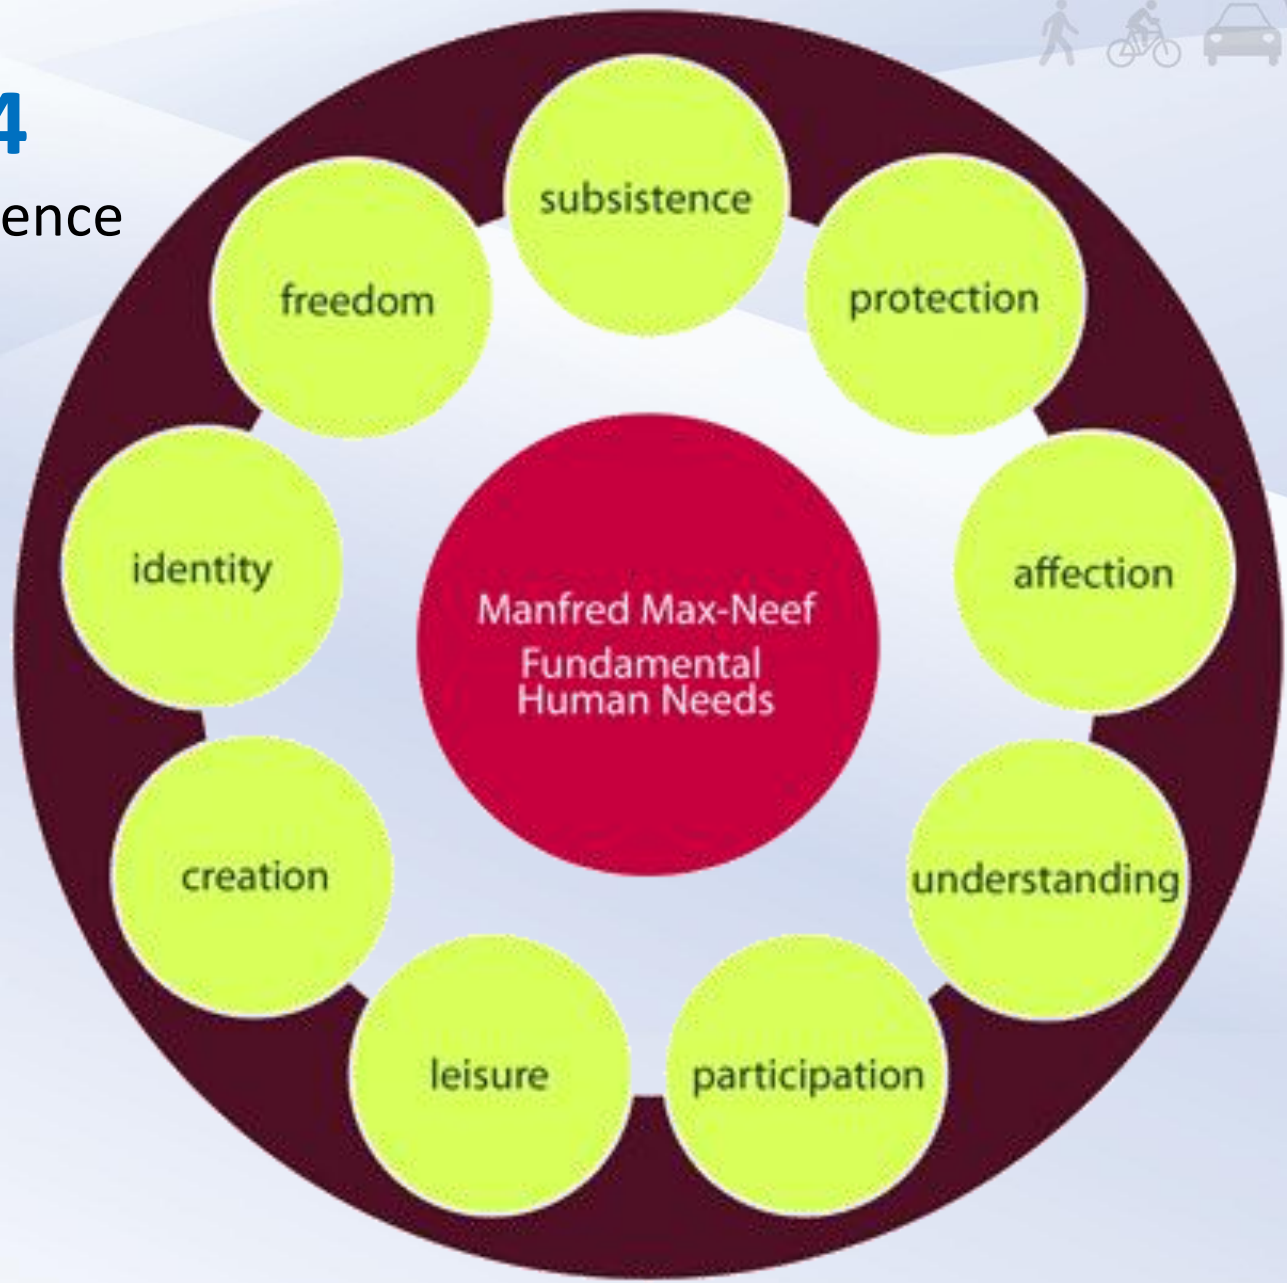 4
ence
subsistence
protection
affection
understanding
participation
leisure
creation
identity
freedom
Manfred Max-Neef
Fundamental
Human Needs